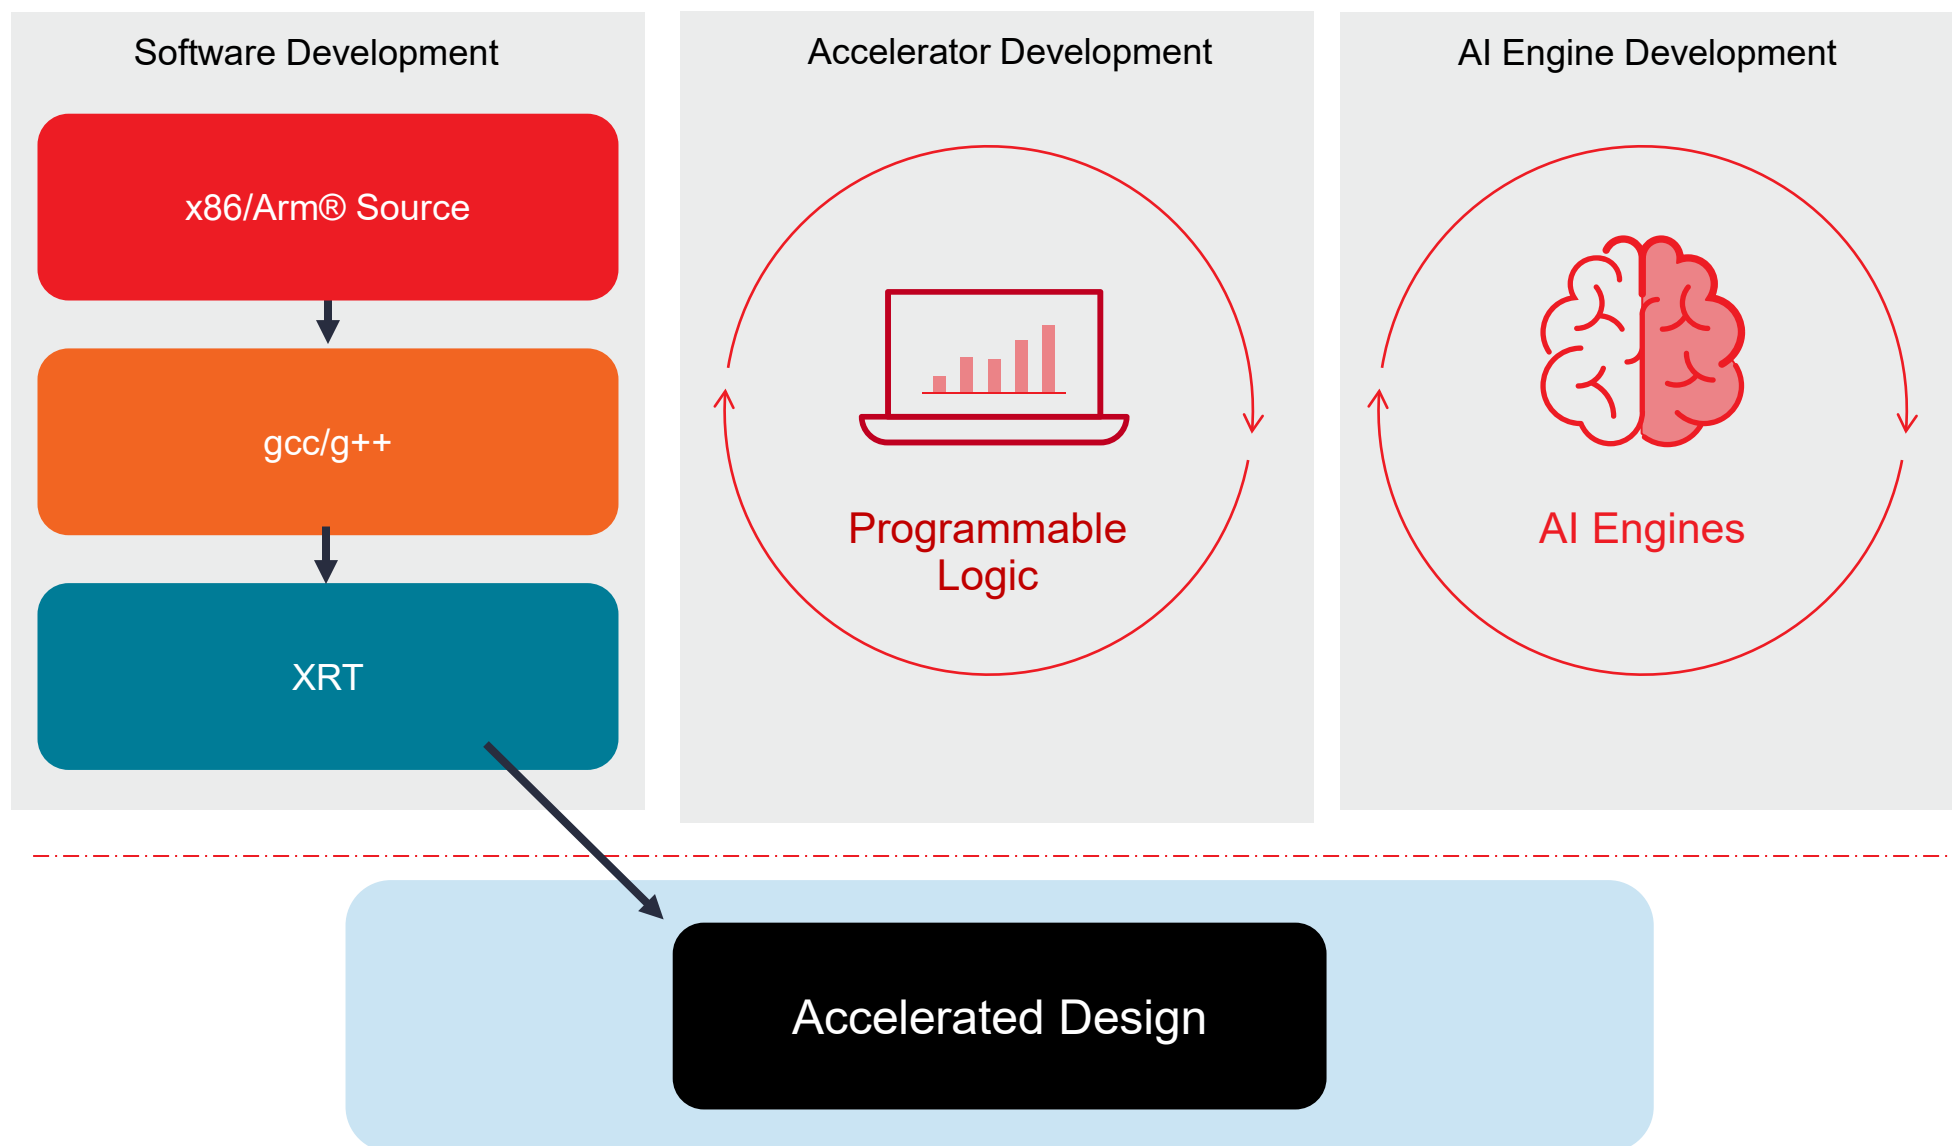 Software Development
x86/Arm® Source
gcc/g++
XRT
Accelerator Development
Programmable
Logic
AI Engine Development
AI Engines
Accelerated Design